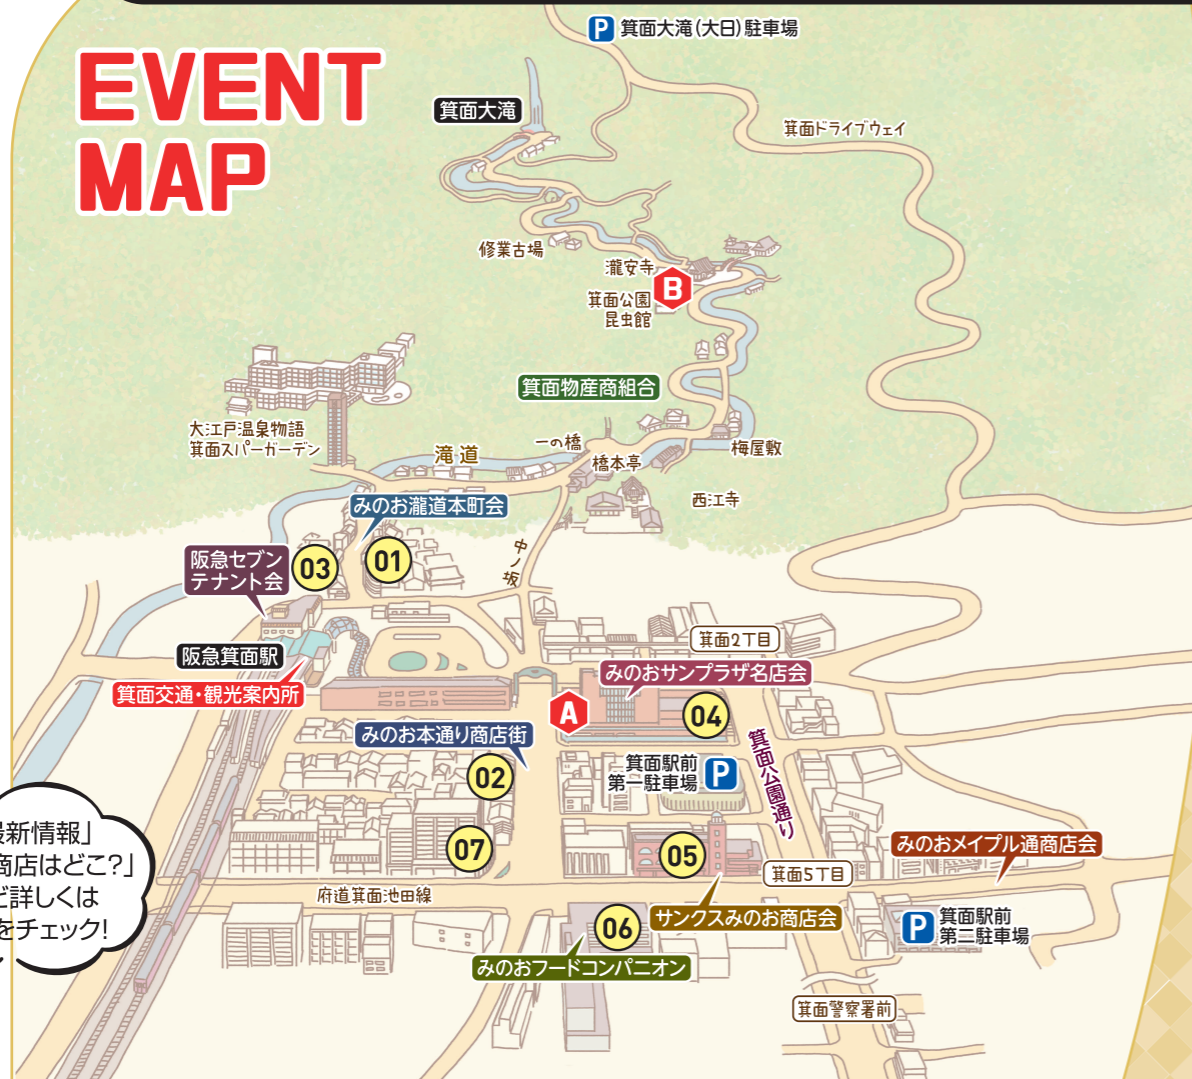 EVENT
MAP
P 箕面大滝(大日)駐車場
箕面大滝
箕面ドライブウェイ
修業古場
瀧安寺
B
箕面公園
昆虫館
箕面物産商組合
大江戸温泉物語
箕面スパーガーデン
滝道
一の橋
橋本亭
梅屋敷
西江寺
みのお瀧道本町会
中ノ坂
阪急セブン
テナント会
03
01
箕面2丁目
阪急箕面駅
みのおサンプラザ名店会
箕面交通・観光案内所
A
04
みのお本通り商店街
箕面公園通り
箕面駅前
第一駐車場
P
02
最新情報」
商店はどこ?」
ど詳しくは
をチェック!
07
05
みのおメイプル通商店会
箕面5丁目
府道箕面池田線
サンクスみのお商店会
06
P
箕面駅前
第二駐車場
みのおフードコンパニオン
箕面警察署前